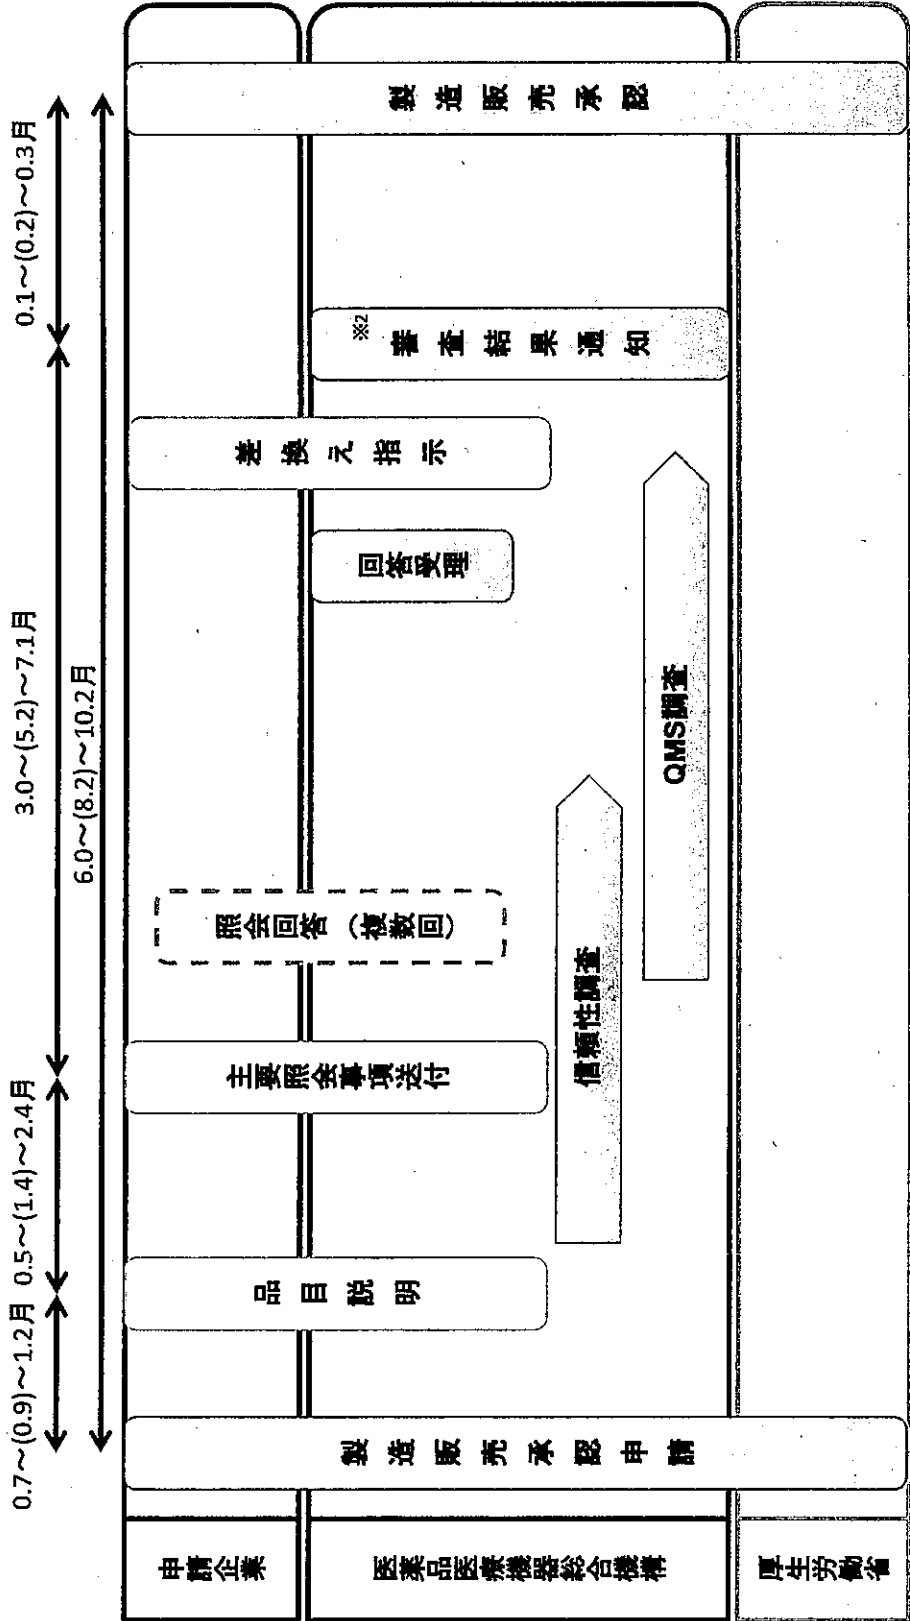 0.7～(0.9)～1.2月
0.5～(1.4)～2.4月
3.0～(5.2)～7.1月
0.1～(0.2)～0.3月
6.0～(8.2)～10.2月
申請企業
医薬品医療機器総合機構
厚生労働省
製造販売承認申請
品目説明
主要照会事項送付
照会回答（複数回）
回答受理
差換え指示
※2
審査結果通知
製造販売承認
信頼性調査
QMS調査